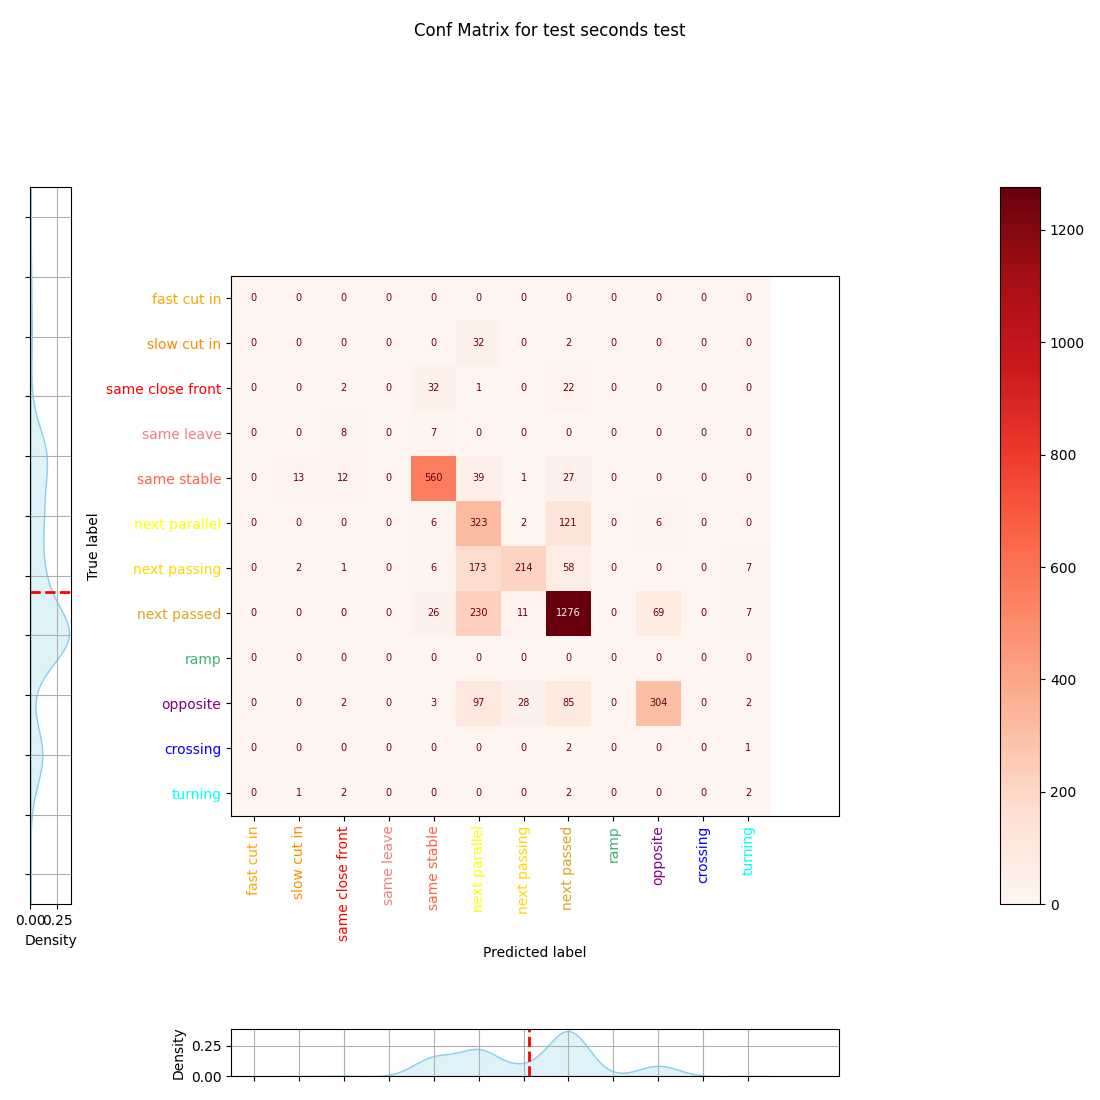 Conf Matrix for test seconds test
1200
1000
800
600
400
200
0
True label
fast cut in 0 0 0 0 0 0 0 0 0 0 0 0
slow cut in 0 0 0 0 0 32 0 2 0 0 0 0
same close front 0 0 2 0 32 1 0 22 0 0 0 0
same leave 0 0 8 0 7 0 0 0 0 0 0 0
same stable 0 13 12 0 560 39 1 27 0 0 0 0
next parallel 0 0 0 0 6 323 2 121 0 6 0 0
next passing 0 2 1 0 6 173 214 58 0 0 0 7
next passed 0 0 0 0 26 230 11 1276 0 69 0 7
ramp 0 0 0 0 0 0 0 0 0 0 0 0
opposite 0 0 2 0 3 97 28 85 0 304 0 2
crossing 0 0 0 0 0 0 0 2 0 0 0 1
turning 0 1 2 0 0 0 0 2 0 0 0 2
fast cut in
slow cut in
same close front
same leave
same stable
next parallel
next passing
next passed
ramp
opposite
crossing
turning
Predicted label
0.00 0.25
Density
Density
0.25
0.00